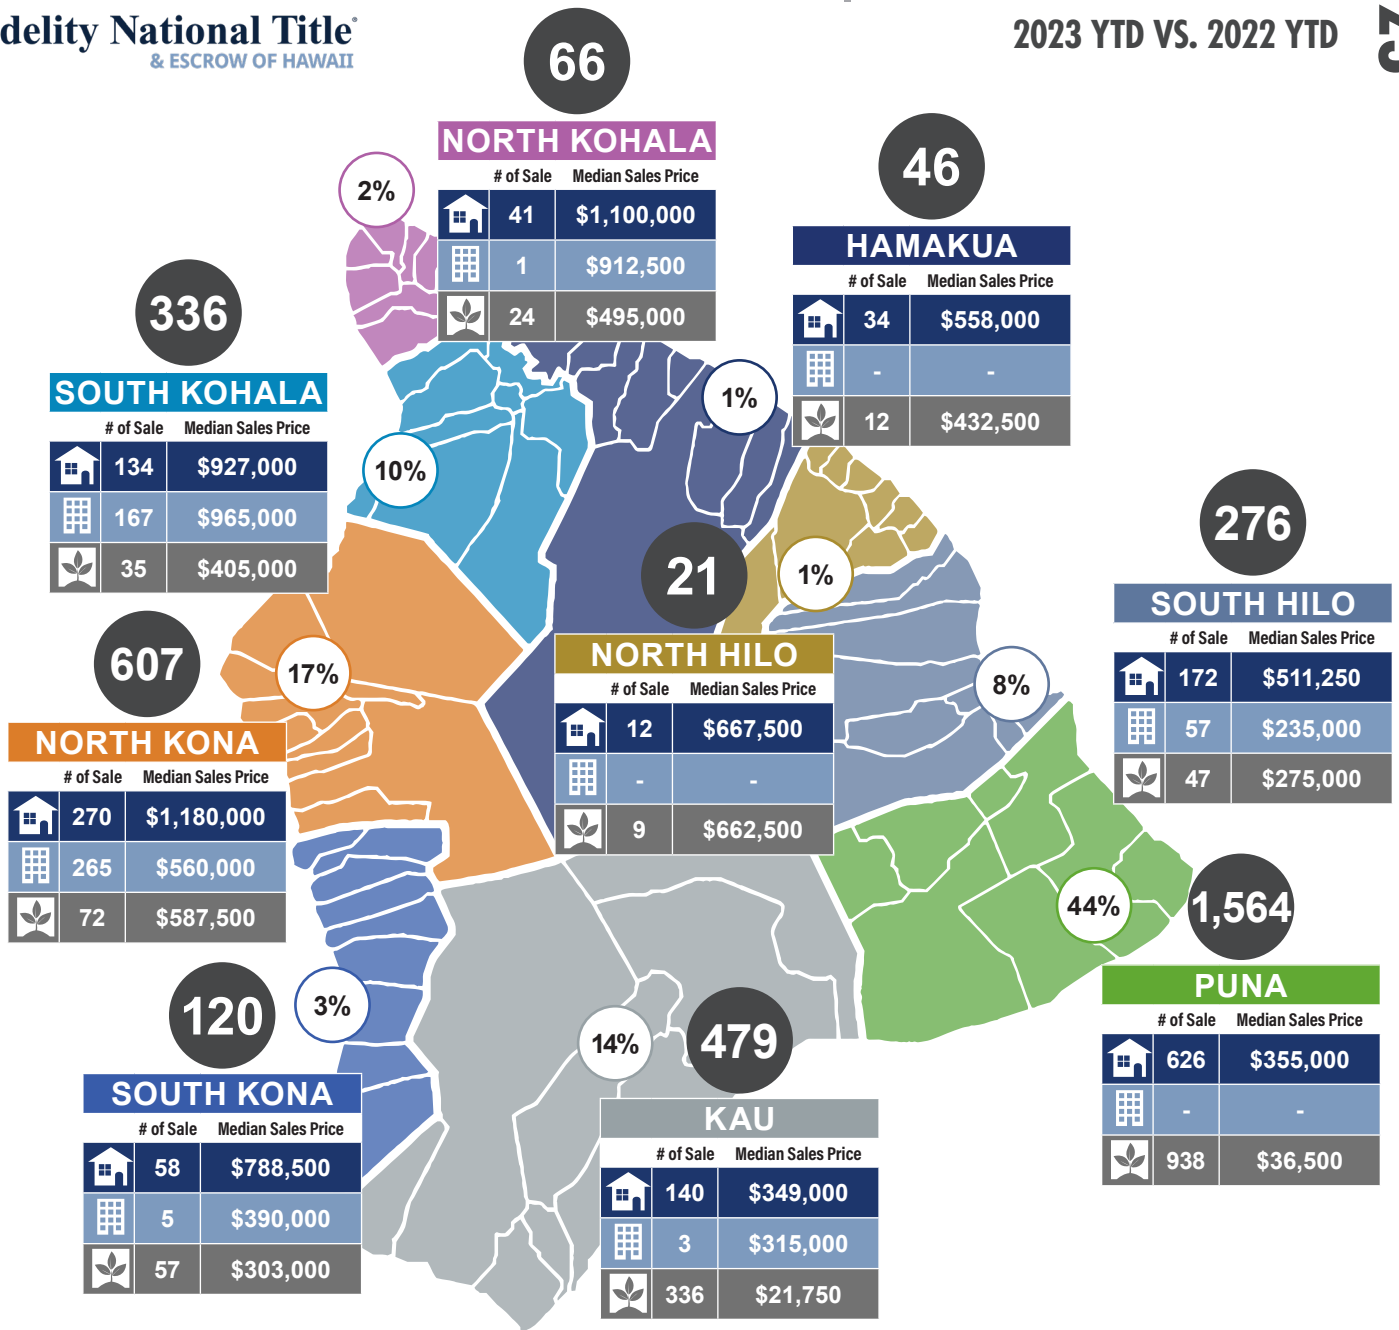 delity National Title
& ESCROW OF HAWAII
2023 YTD VS. 2022 YTD
66
NORTH KOHALA
# of Sale Median Sales Price
41 $1,100,000
1 $912,500
24 $495,000
2%
46
HAMAKUA
# of Sale Median Sales Price
34 $558,000
- -
12 $432,500
1%
336
SOUTH KOHALA
# of Sale Median Sales Price
134 $927,000
167 $965,000
35 $405,000
10%
21
NORTH HILO
# of Sale Median Sales Price
12 $667,500
- -
9 $662,500
1%
276
SOUTH HILO
# of Sale Median Sales Price
172 $511,250
57 $235,000
47 $275,000
8%
607
NORTH KONA
# of Sale Median Sales Price
270 $1,180,000
265 $560,000
72 $587,500
17%
1,564
PUNA
# of Sale Median Sales Price
626 $355,000
- -
938 $36,500
44%
120
SOUTH KONA
# of Sale Median Sales Price
58 $788,500
5 $390,000
57 $303,000
3%
479
KAU
# of Sale Median Sales Price
140 $349,000
3 $315,000
336 $21,750
14%